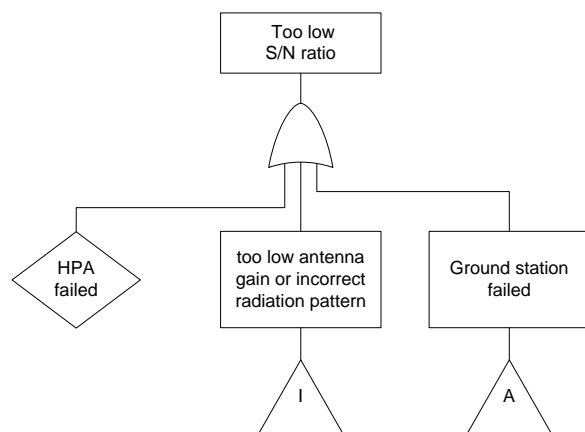 Too low
S/N ratio
HPA
failed
too low antenna
gain or incorrect
radiation pattern
Ground station
failed
I
A